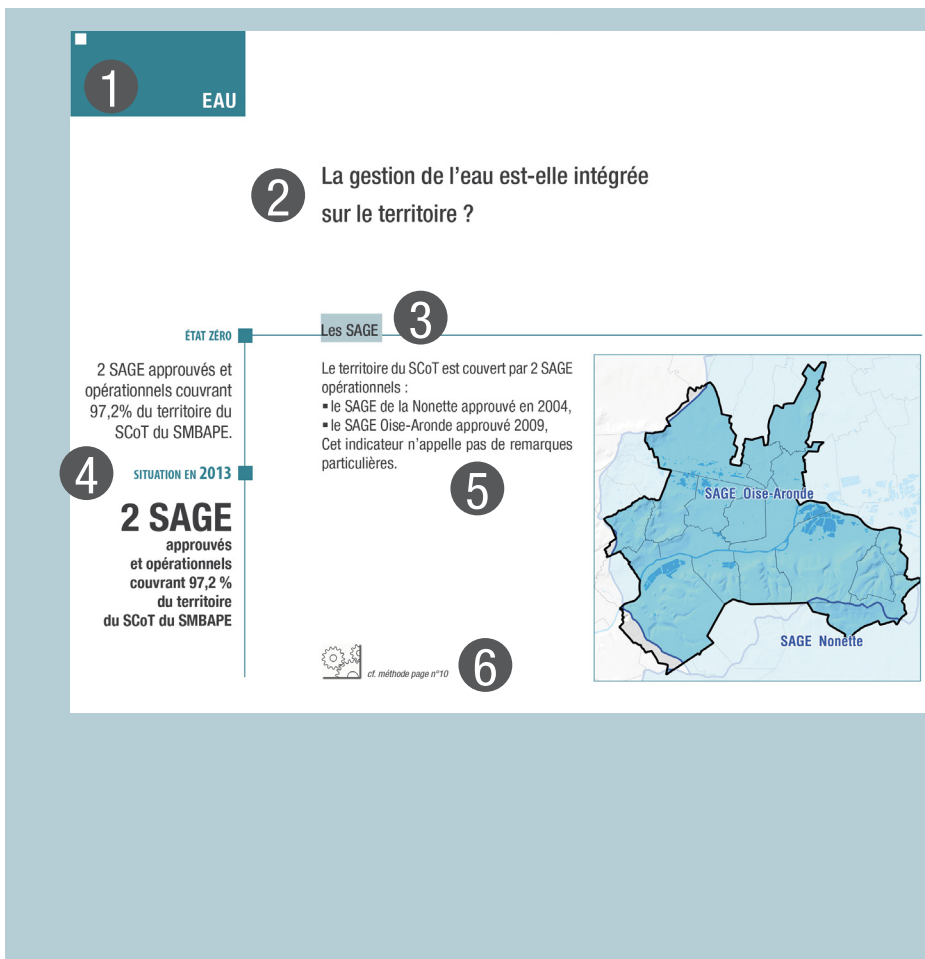 1
EAU
2
La gestion de l'eau est-elle intégrée
sur le territoire ?
ÉTAT ZÉRO
2 SAGE approuvés et
opérationnels couvrant
97,2% du territoire du
SCoT du SMBAPE.
4
SITUATION EN 2013
2 SAGE
approuvés
et opérationnels
couvrant 97,2 %
du territoire
du SCoT du SMBAPE
Les SAGE
3
Le territoire du SCoT est couvert par 2 SAGE
opérationnels :
▪ le SAGE de la Nonette approuvé en 2004,
▪ le SAGE Oise-Aronde approuvé 2009,
Cet indicateur n'appelle pas de remarques
particulières.
5
cf. méthode page n°10
6
SAGE Oise-Aronde
SAGE Nonette